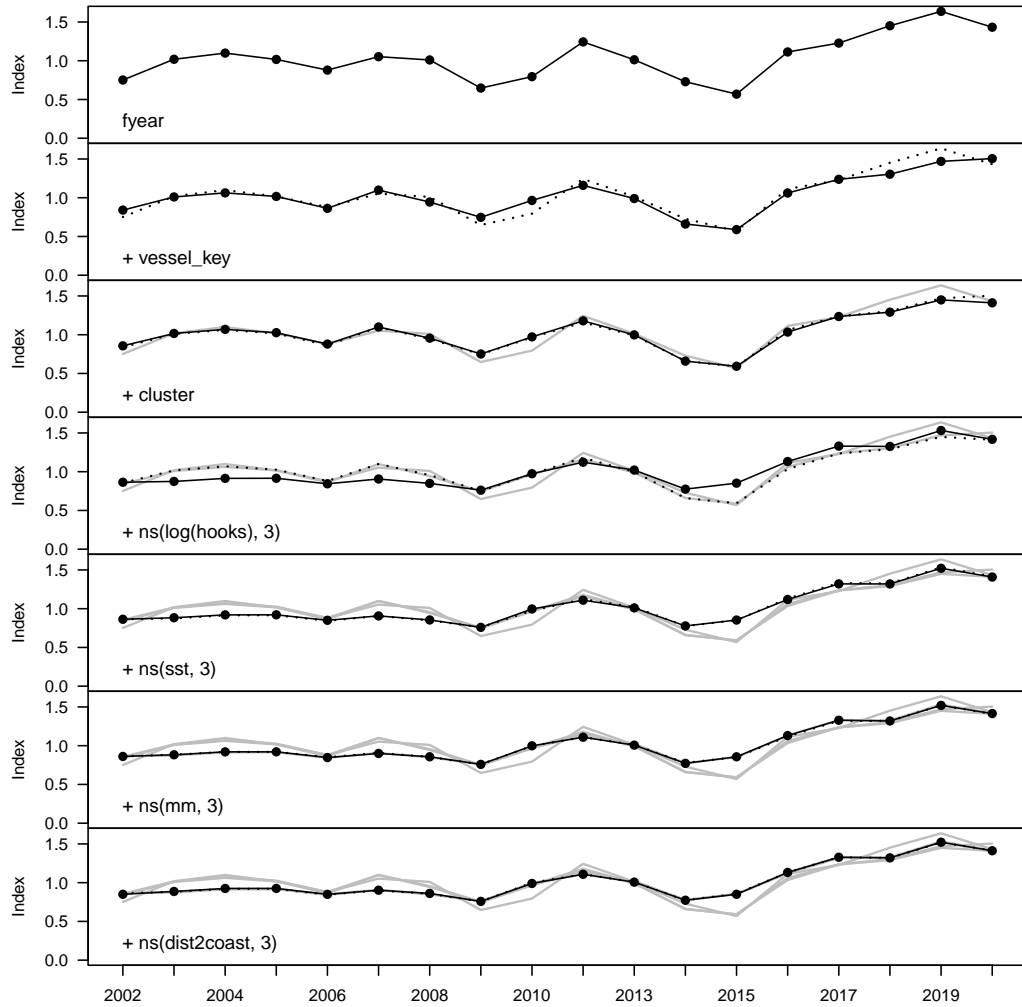 1.5
1.0
0.5
0.0
Index
fyear
1.5
1.0
0.5
0.0
Index
+ vessel_key
1.5
1.0
0.5
0.0
Index
+ cluster
1.5
1.0
0.5
0.0
Index
+ ns(log(hooks), 3)
1.5
1.0
0.5
0.0
Index
+ ns(sst, 3)
1.5
1.0
0.5
0.0
Index
+ ns(mm, 3)
1.5
1.0
0.5
0.0
Index
+ ns(dist2coast, 3)
2002 2004 2006 2008 2010 2013 2015 2017 2019